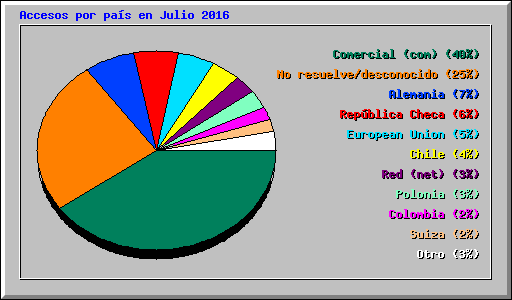 Accesos por país en Julio 2016
Comercial (com) (40%)
No resuelve/desconocido (25%)
Alemania (7%)
República Checa (6%)
European Union (5%)
Chile (4%)
Red (net) (3%)
Polonia (3%)
Colombia (2%)
Suiza (2%)
Otro (3%)